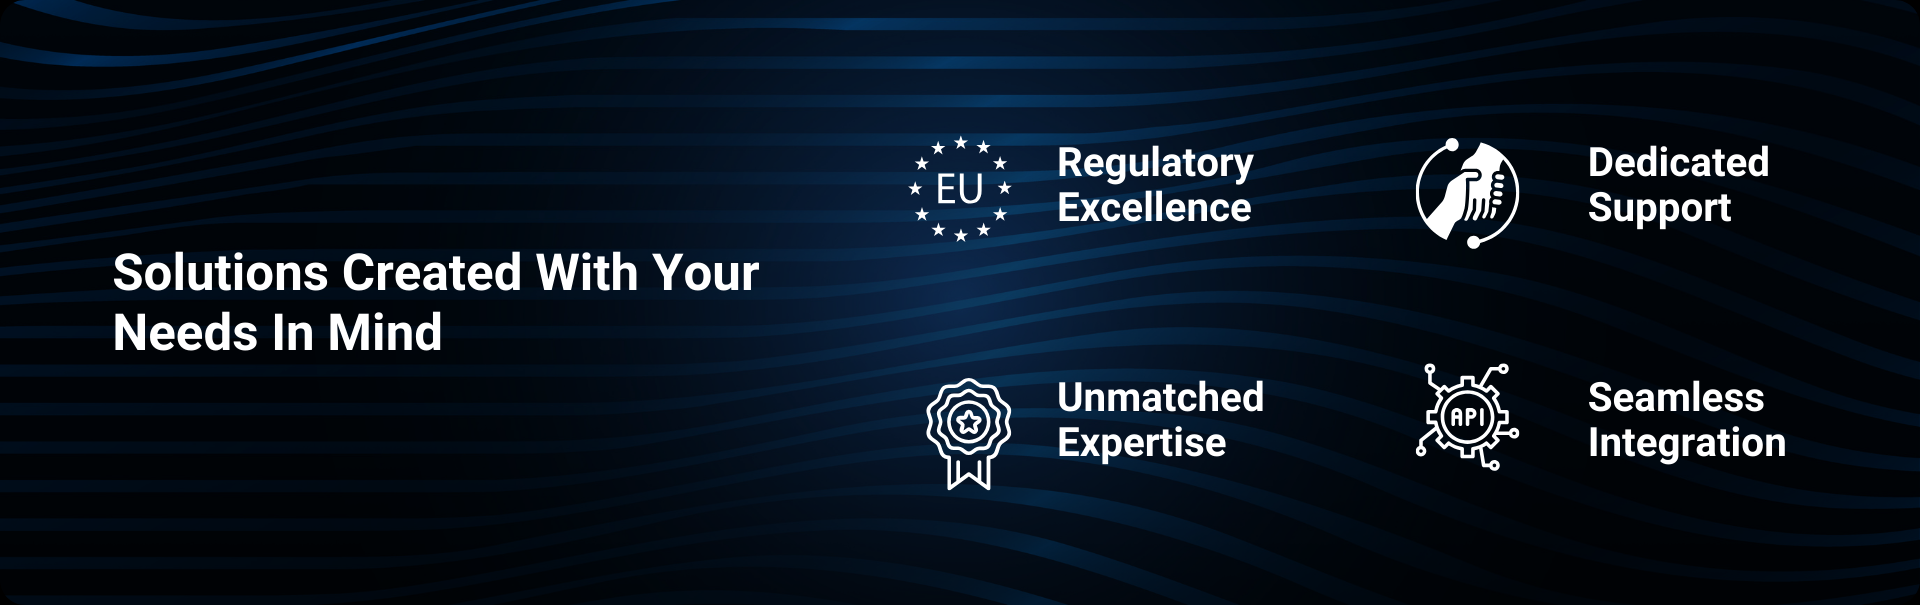 Solutions Created With Your
Needs In Mind
EU
Regulatory
Excellence
Dedicated
Support
Unmatched
Expertise
API
Seamless
Integration